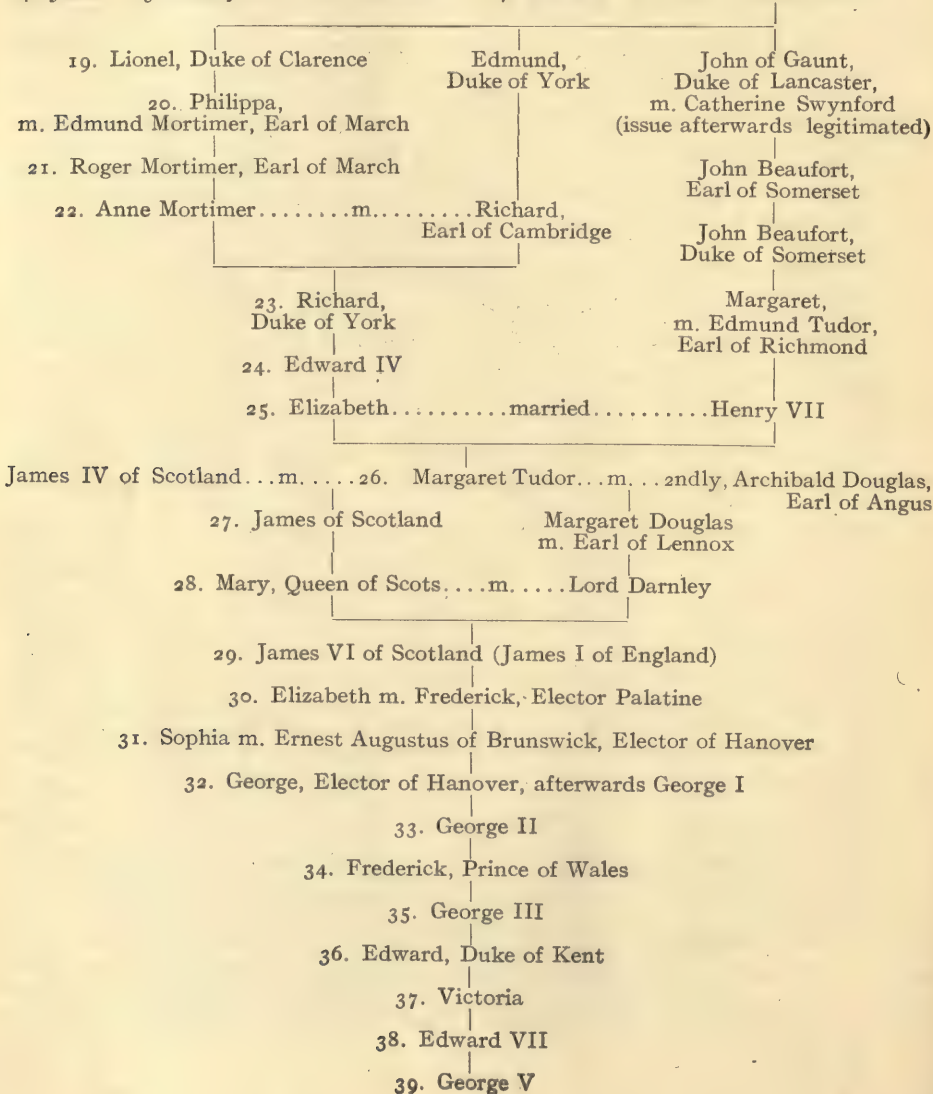 19. Lionel, Duke of Clarence Edmund, John of Gaunt,
Duke of York Duke of Lancaster,
20. Philippa, m. Catherine Swynford
m. Edmund Mortimer, Earl of March (issue afterwards legitimated)
21. Roger Mortimer, Earl of March John Beaufort,
Earl of Somerset
22. Anne Mortimer........m.........Richard,
Earl of Cambridge John Beaufort,
Duke of Somerset
23. Richard, Margaret,
Duke of York m. Edmund Tudor,
Earl of Richmond
24. Edward IV
25. Elizabeth..........married..........Henry VII
James IV of Scotland...m.....26. Margaret Tudor...m...2ndly, Archibald Douglas,
Earl of Angus
27. James of Scotland Margaret Douglas
m. Earl of Lennox
28. Mary, Queen of Scots....m.....Lord Darnley
29. James VI of Scotland (James I of England)
30. Elizabeth m. Frederick, Elector Palatine
31. Sophia m. Ernest Augustus of Brunswick, Elector of Hanover
32. George, Elector of Hanover, afterwards George I
33. George II
34. Frederick, Prince of Wales
35. George III
36. Edward, Duke of Kent
37. Victoria
38. Edward VII
39. George V